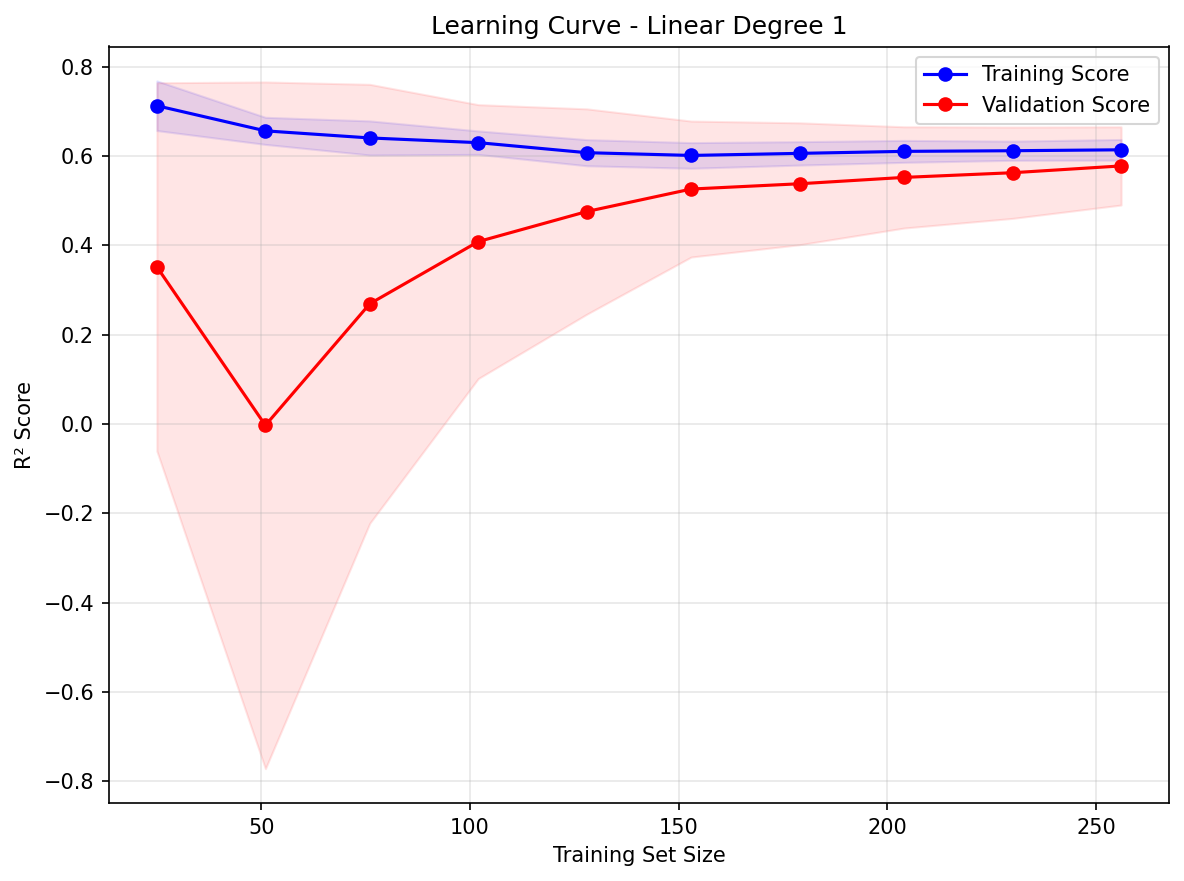 Learning Curve - Linear Degree 1
Training Score
Validation Score
R² Score
0.8
0.6
0.4
0.2
0.0
−0.2
−0.4
−0.6
−0.8
50
100
150
200
250
Training Set Size